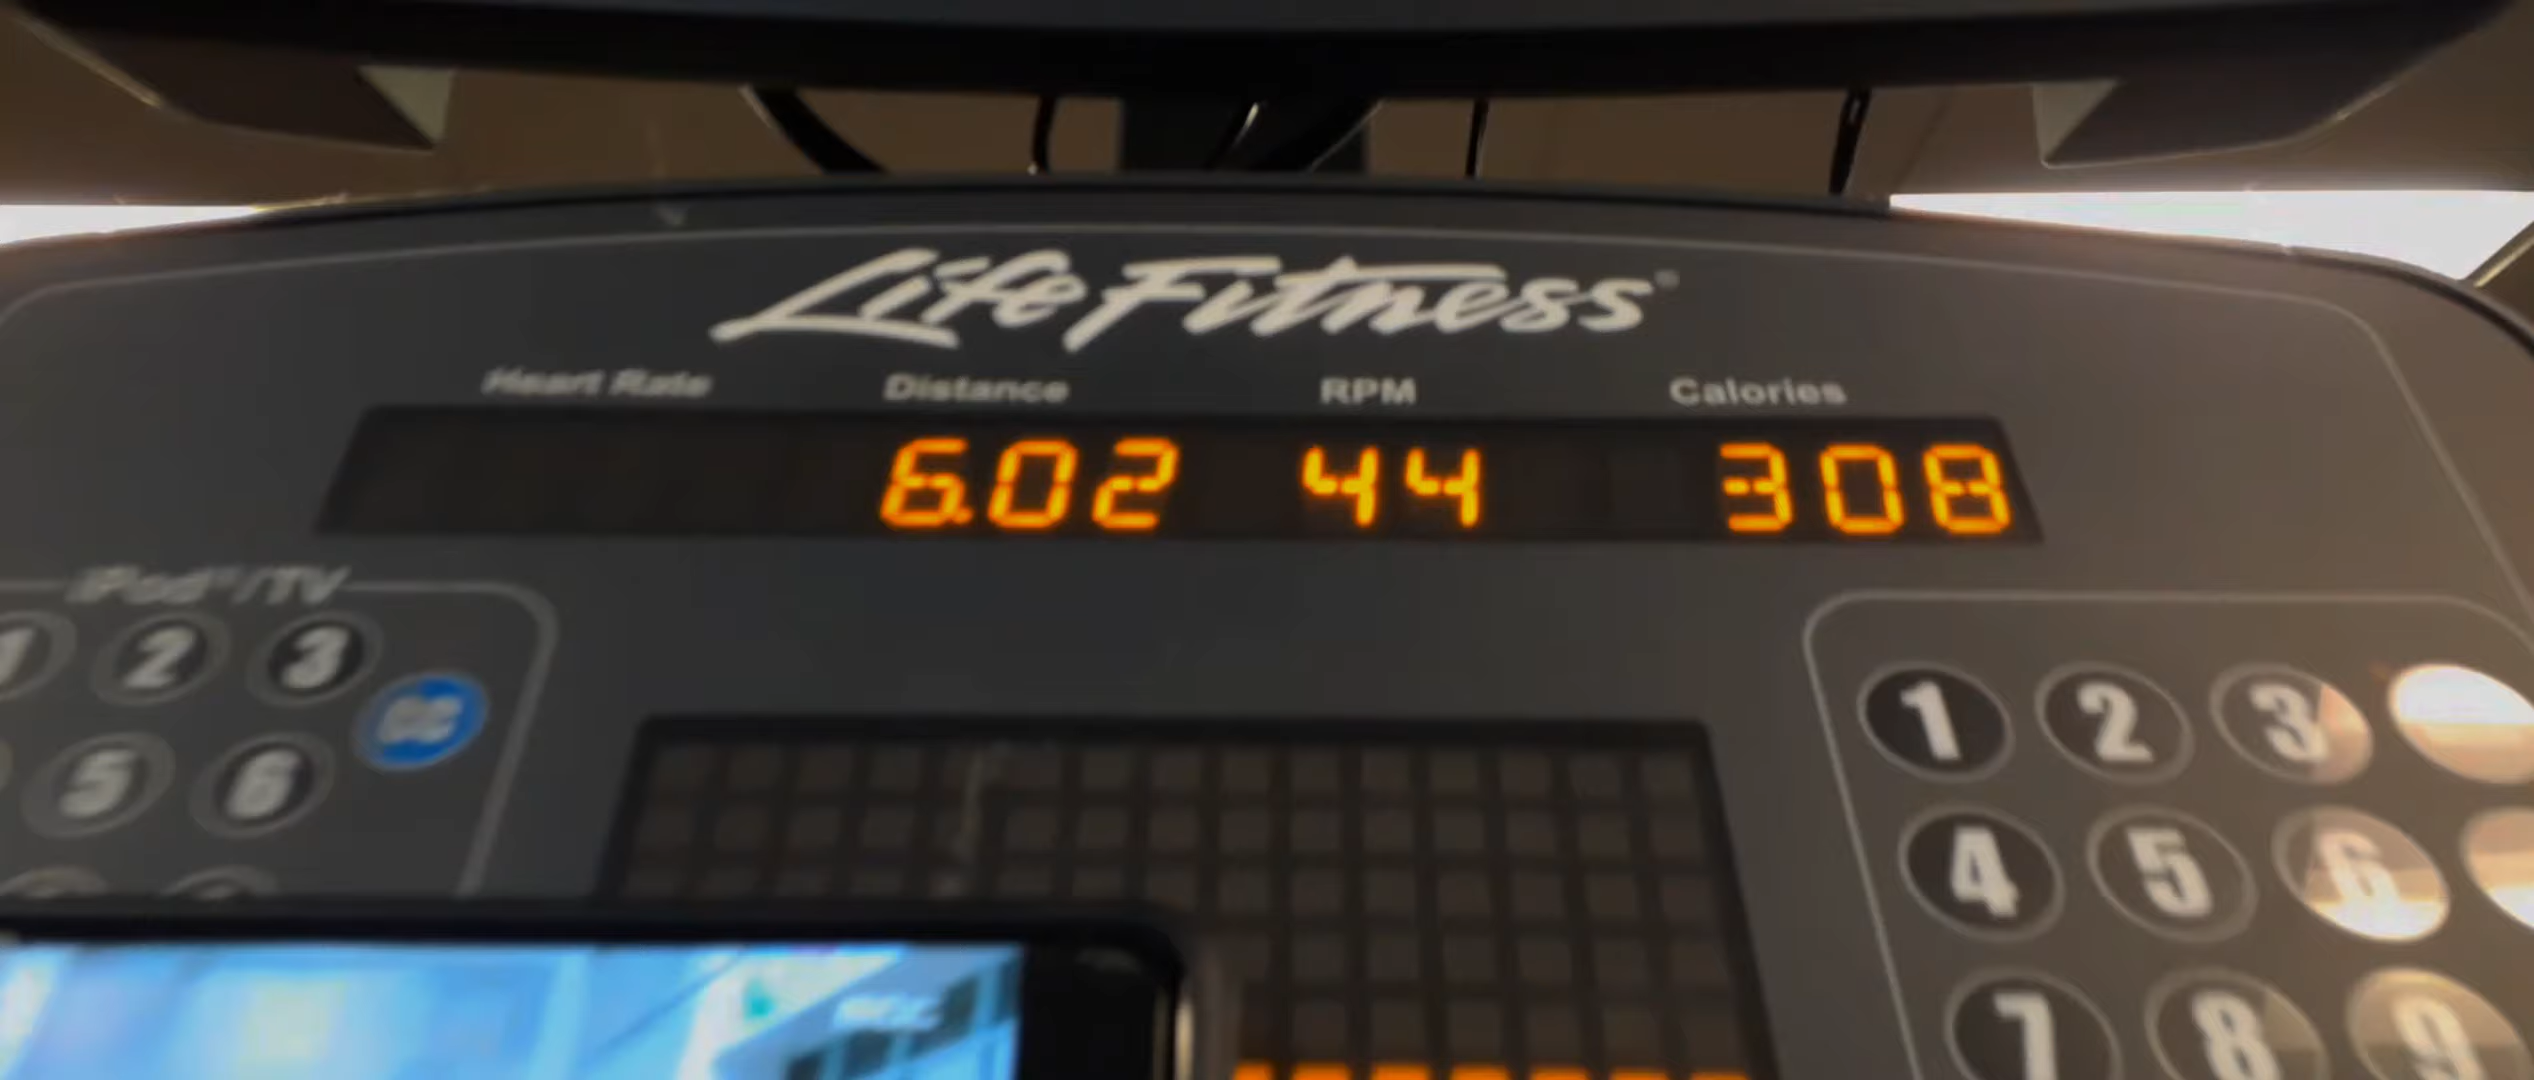 Life Fitness®
Heart Rate Distance RPM Calories
6.02 44 308
iPod®/TV
1 2 3
CC
5 6
1 2 3
4 5 6
7 8 9